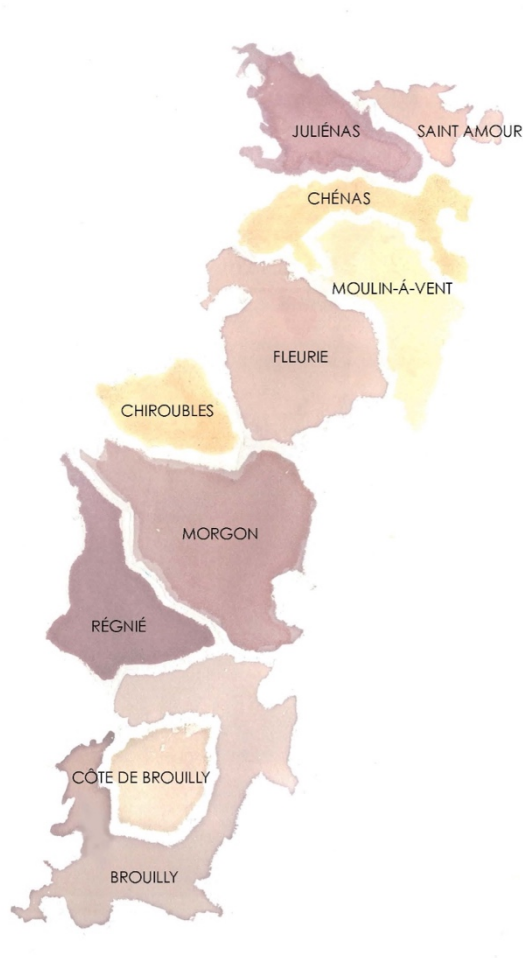 JULIÉNAS
SAINT AMOUR
CHÉNAS
MOULIN-Á-VENT
FLEURIE
CHIROUBLES
MORGON
RÉGNIÉ
CÔTE DE BROUILLY
BROUILLY